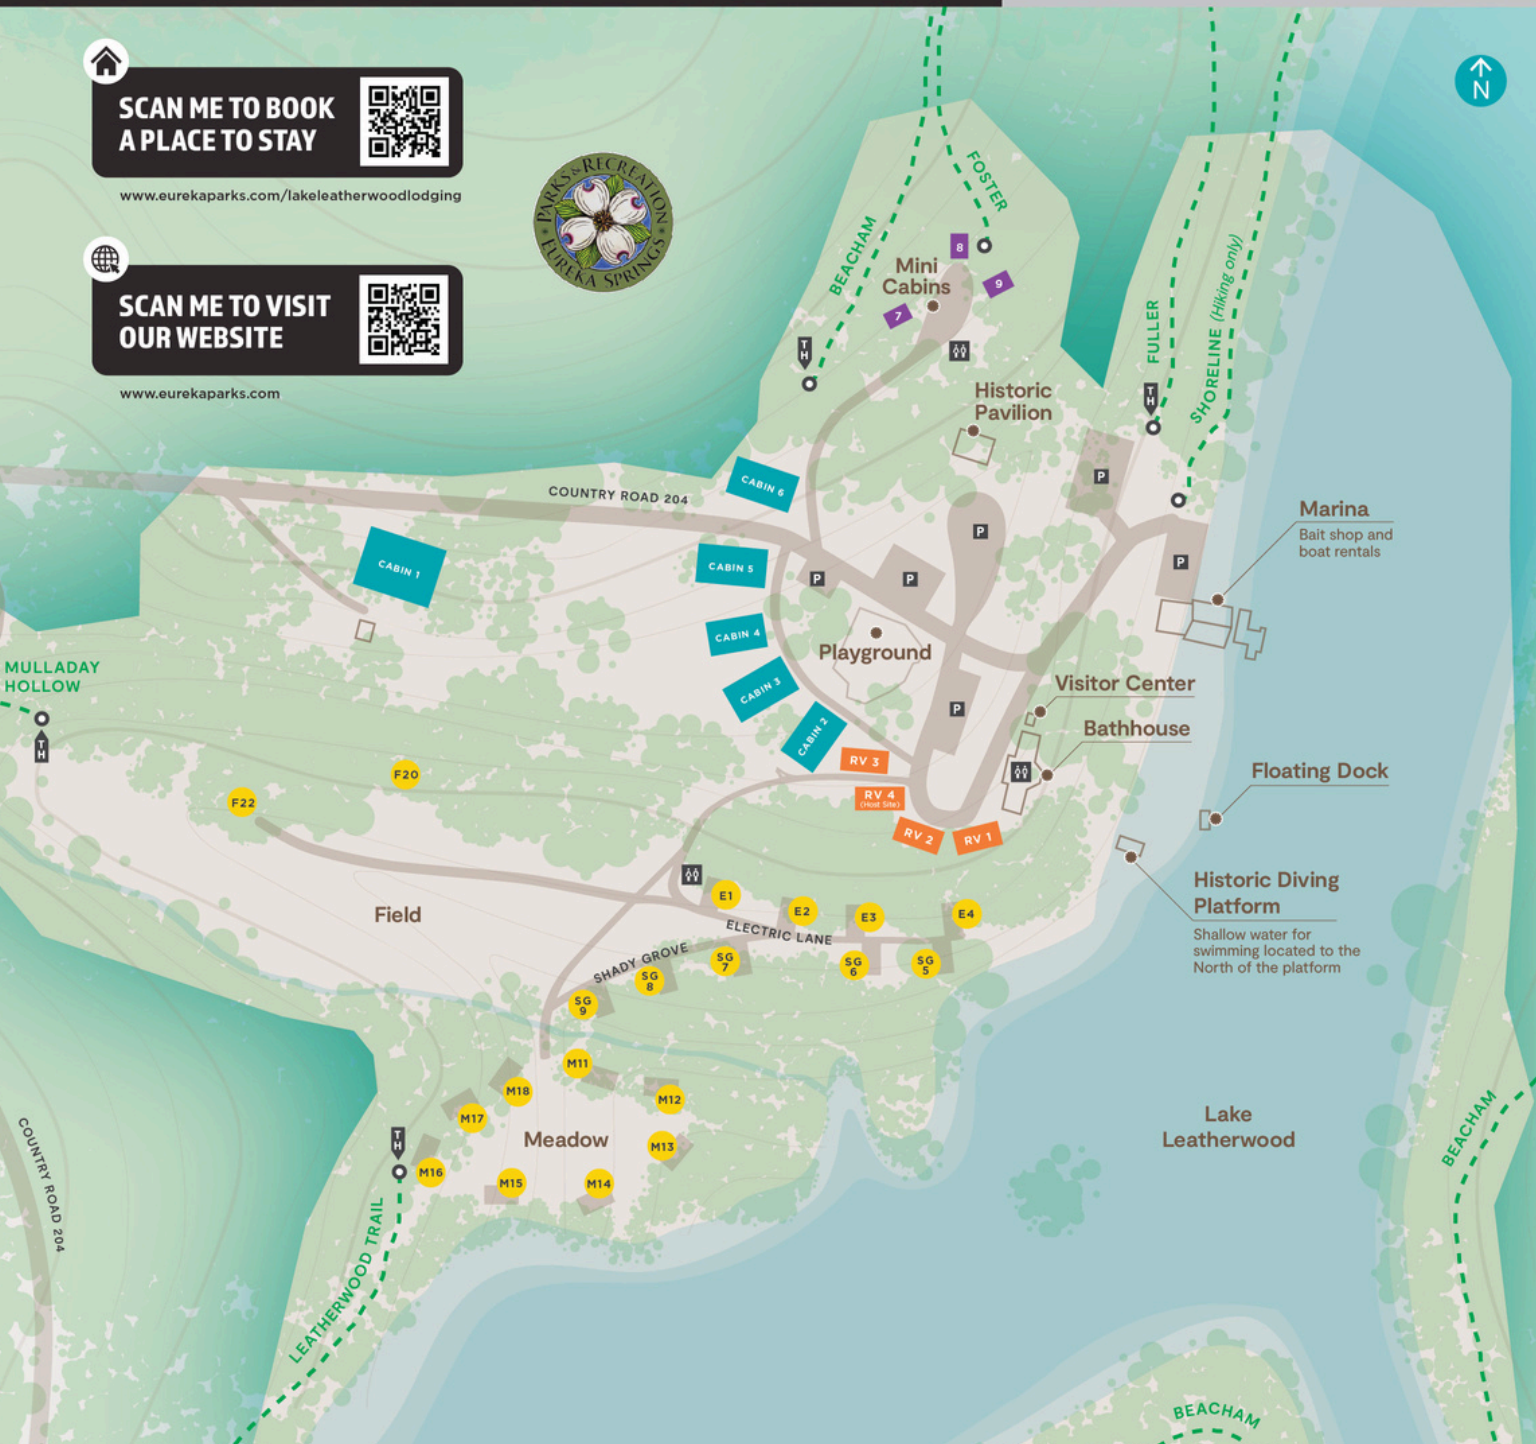 SCAN ME TO BOOK
A PLACE TO STAY
www.eurekaparks.com/lakeleatherwoodlodging
SCAN ME TO VISIT
OUR WEBSITE
www.eurekaparks.com
PARKS & RECREATION
EUREKA SPRINGS
N
FOSTER
BEACHAM
8
Mini
Cabins
9
7
TH
Historic
Pavilion
FULLER
SHORELINE (Hiking only)
TH
P
CABIN 6
COUNTRY ROAD 204
CABIN 1
CABIN 5
P
P
P
P
Marina
Bait shop and
boat rentals
CABIN 4
Playground
CABIN 3
CABIN 2
P
MULLADAY
HOLLOW
TH
Visitor Center
Bathhouse
RV 3
RV 4
(Host Site)
RV 2
RV 1
Floating Dock
F20
F22
Historic Diving
Platform
Shallow water for
swimming located to the
North of the platform
Field
E1
E2
E3
E4
ELECTRIC LANE
SHADY GROVE
SG
5
SG
6
SG
7
SG
8
SG
9
M11
M12
M13
M14
M15
M16
M17
M18
Meadow
TH
LEATHERWOOD TRAIL
COUNTRY ROAD 204
Lake
Leatherwood
BEACHAM
BEACHAM